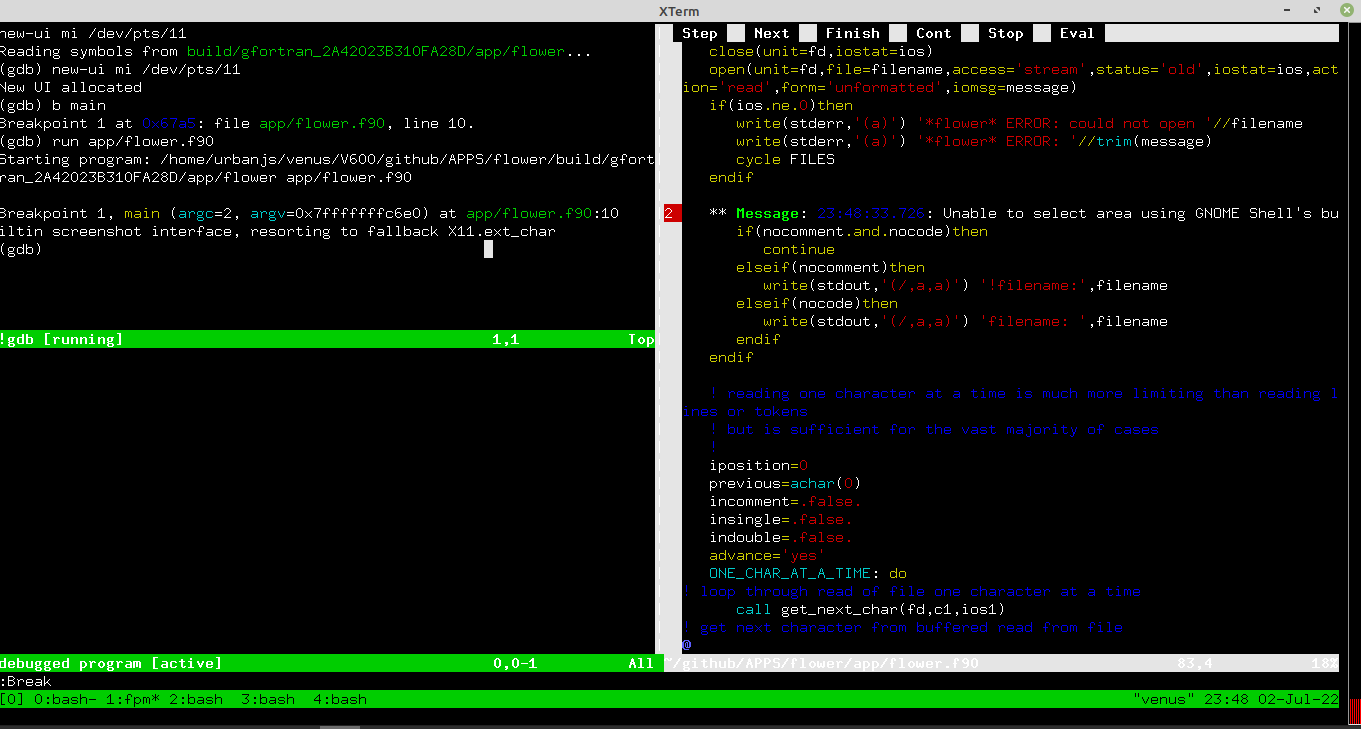 XTerm
new-ui mi /dev/pts/11
Reading symbols from build/gfortran_2A42023B310FA28D/app/flower...
(gdb) new-ui mi /dev/pts/11
New UI allocated
(gdb) b main
Breakpoint 1 at 0x67a5: file app/flower.f90, line 10.
(gdb) run app/flower.f90
Starting program: /home/urbanjs/venus/V600/github/APPS/flower/build/gfort
ran_2A42023B310FA28D/app/flower app/flower.f90
Breakpoint 1, main (argc=2, argv=0x7fffffffc6e0) at app/flower.f90:10
iltin screenshot interface, resorting to fallback X11.ext_char
(gdb)
!gdb [running] 1,1 Top
debugged program [active] 0,0-1 All
Step Next Finish Cont Stop Eval
close(unit=fd,iostat=ios)
open(unit=fd,file=filename,access='stream',status='old',iostat=ios,act
ion='read',form='unformatted',iomsg=message)
if(ios.ne.0)then
write(stderr,'(a)') '*flower* ERROR: could not open '//filename
write(stderr,'(a)') '*flower* ERROR: '//trim(message)
cycle FILES
endif
2 ** Message: 23:48:33.726: Unable to select area using GNOME Shell's bu
if(nocomment.and.nocode)then
continue
elseif(nocomment)then
write(stdout,'(/,a,a)') '!filename:',filename
elseif(nocode)then
write(stdout,'(/,a,a)') 'filename: ',filename
endif
endif
! reading one character at a time is much more limiting than reading l
ines or tokens
! but is sufficient for the vast majority of cases
!
iposition=0
previous=achar(0)
incomment=.false.
insingle=.false.
indouble=.false.
advance='yes'
ONE_CHAR_AT_A_TIME: do
! loop through read of file one character at a time
call get_next_char(fd,c1,ios1)
! get next character from buffered read from file
@
~/github/APPS/flower/app/flower.f90 83,4 18%
:Break
[0] 0:bash- 1:fpm* 2:bash 3:bash 4:bash "venus" 23:48 02-Jul-22